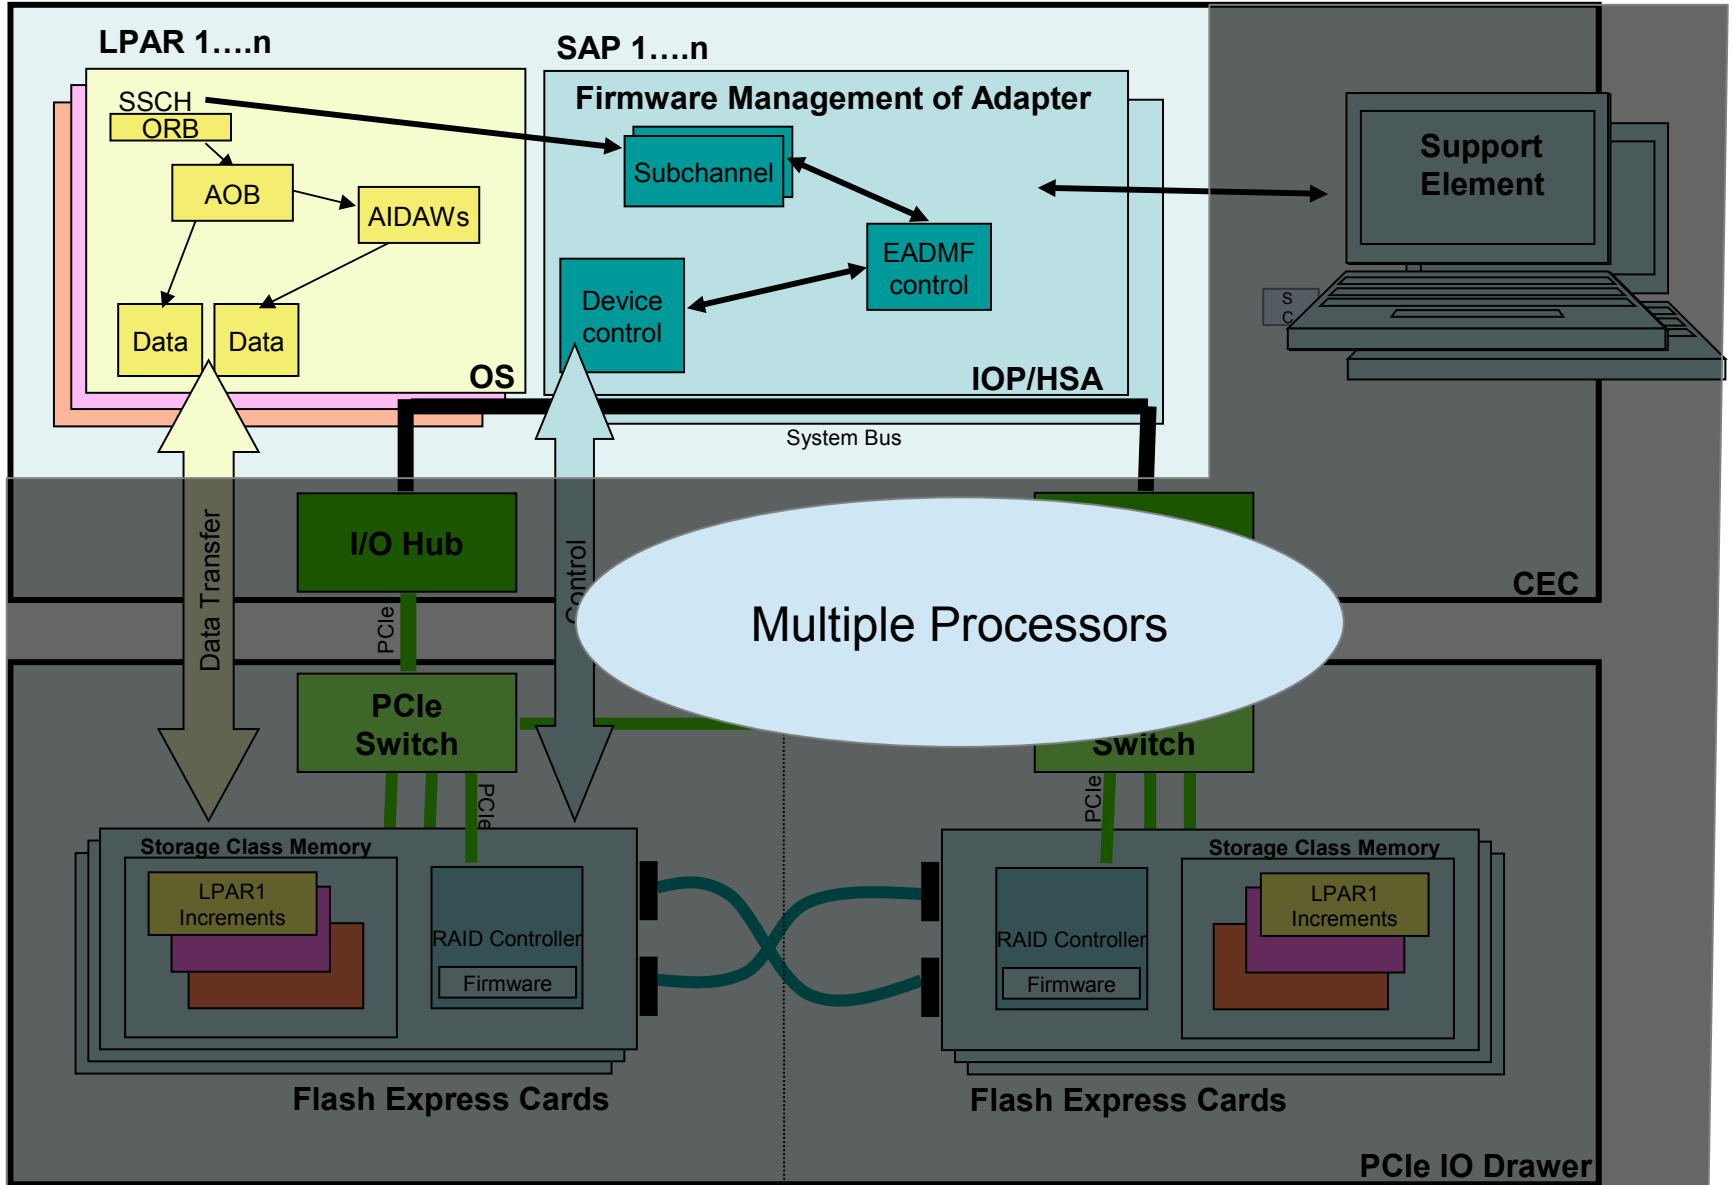 LPAR 1….n
SAP 1….n
SSCH
ORB
AOB
AIDAWs
Data
Data
OS
Firmware Management of Adapter
Subchannel
EADMF
control
Device
control
IOP/HSA
System Bus
Support
Element
S
C
I/O Hub
CEC
Data Transfer
Control
PCIe
Multiple Processors
PCIe
Switch
Switch
PCIe
PCIe
Storage Class Memory
LPAR1
Increments
RAID Controller
Firmware
Storage Class Memory
LPAR1
Increments
RAID Controller
Firmware
Flash Express Cards
Flash Express Cards
PCIe IO Drawer